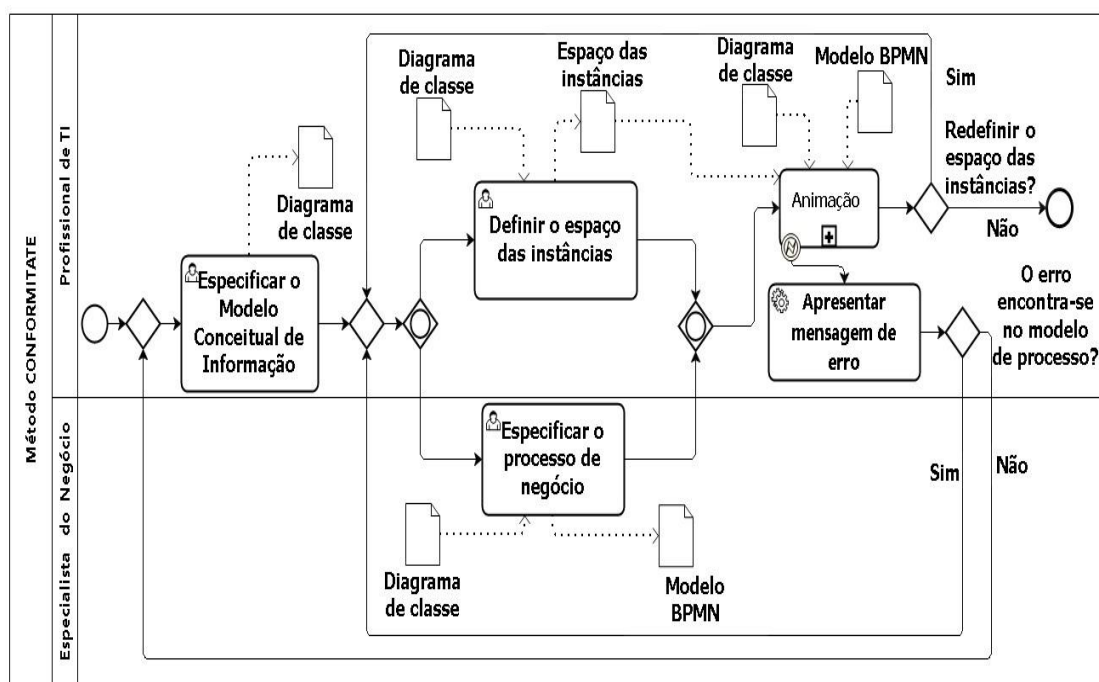 Método CONFORMITATE
Profissional de TI
Diagrama
de classe
Especificar o
Modelo
Conceitual de
Informação
Diagrama
de classe
Espaço das
instâncias
Definir o espaço
das instâncias
Diagrama
de classe
Modelo BPMN
Animação
Sim
Redefinir o
espaço das
instâncias?
Não
Apresentar
mensagem de
erro
O erro
encontra-se
no modelo
de processo?
Especialista do Negócio
Especificar o
processo de
negócio
Diagrama
de classe
Modelo
BPMN
Sim
Não